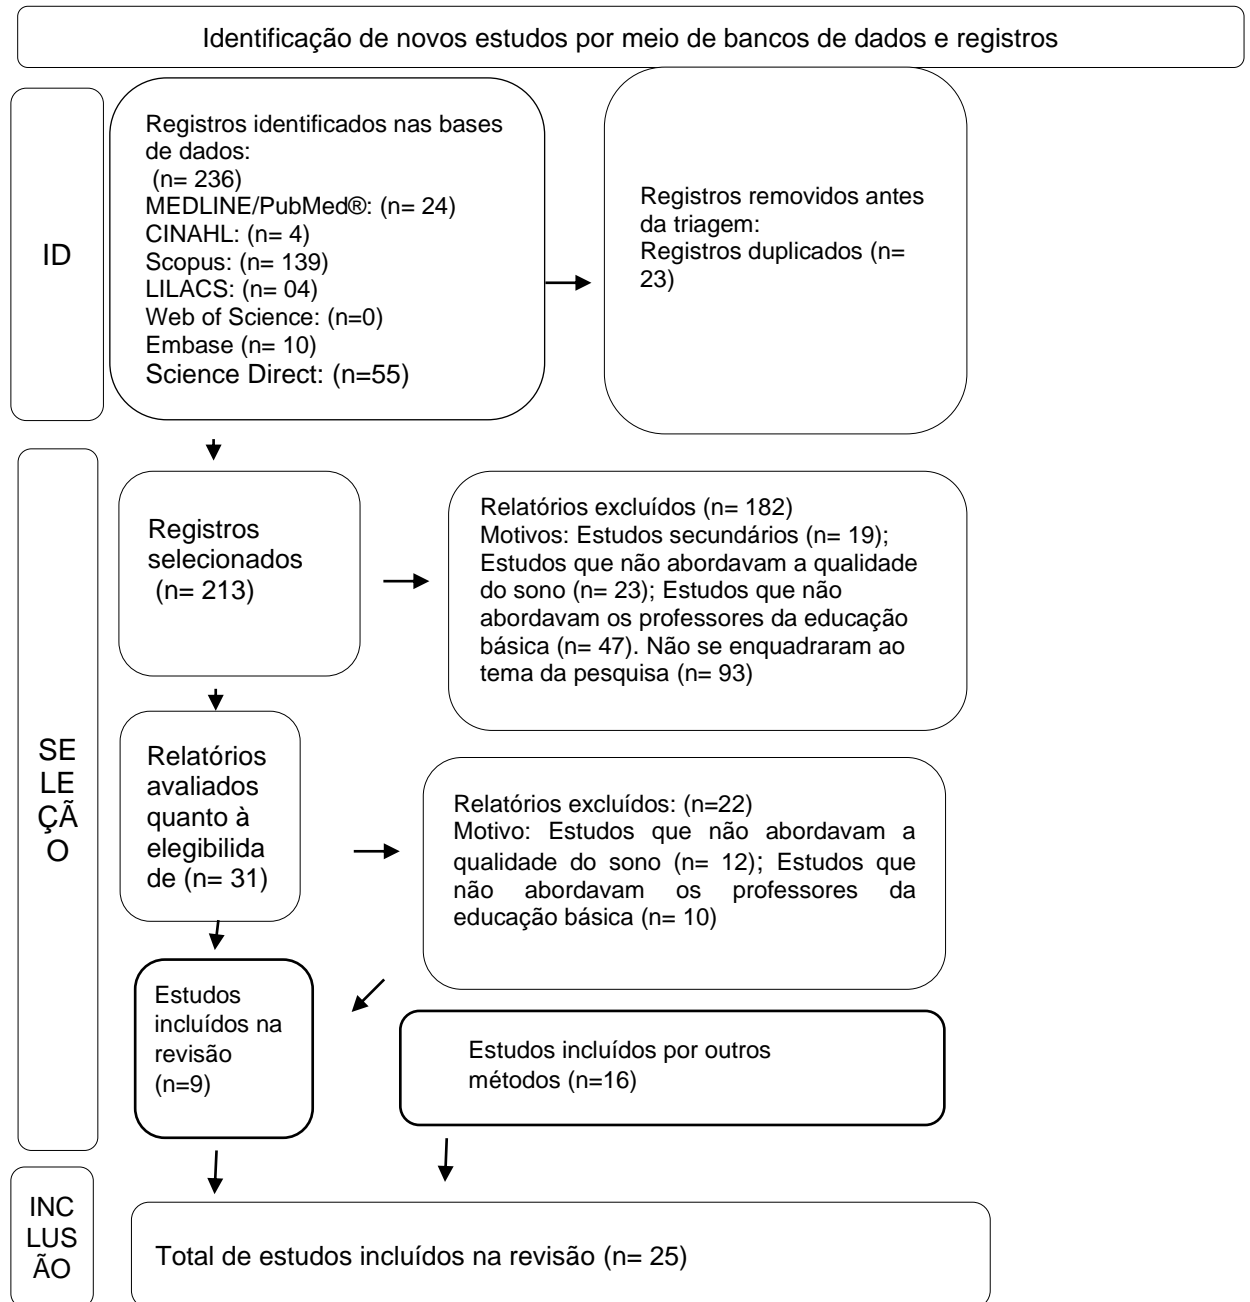 Identificação de novos estudos por meio de bancos de dados e registros
ID
Registros identificados nas bases
de dados:
(n= 236)
MEDLINE/PubMed®: (n= 24)
CINAHL: (n= 4)
Scopus: (n= 139)
LILACS: (n= 04)
Web of Science: (n=0)
Embase (n= 10)
Science Direct: (n=55)
Registros removidos antes
da triagem:
Registros duplicados (n=
23)
SE
LE
ÇÃ
O
Registros
selecionados
(n= 213)
Relatórios excluídos (n= 182)
Motivos: Estudos secundários (n= 19);
Estudos que não abordavam a qualidade
do sono (n= 23); Estudos que não
abordavam os professores da educação
básica (n= 47). Não se enquadraram ao
tema da pesquisa (n= 93)
Relatórios
avaliados
quanto à
elegibilida
de (n= 31)
Relatórios excluídos: (n=22)
Motivo: Estudos que não abordavam a
qualidade do sono (n= 12); Estudos que
não abordavam os professores da
educação básica (n= 10)
Estudos
incluídos na
revisão
(n=9)
Estudos incluídos por outros
métodos (n=16)
INC
LUS
ÃO
Total de estudos incluídos na revisão (n= 25)